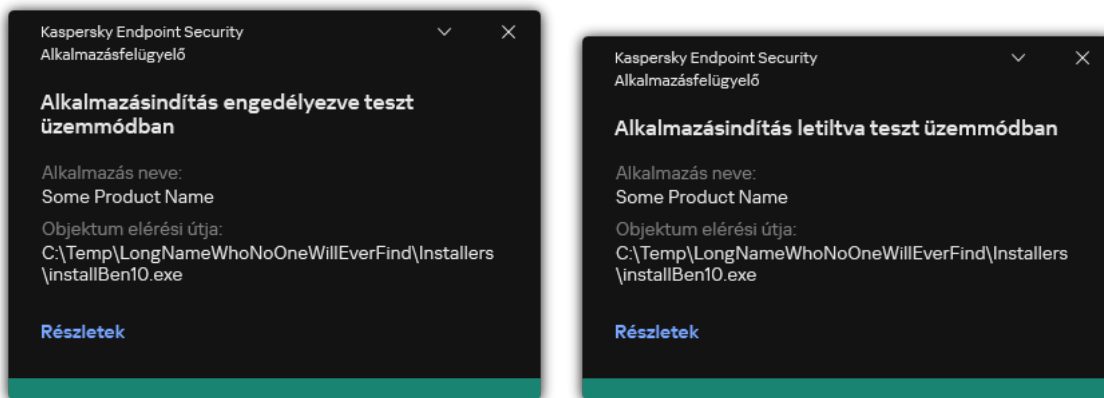 Kaspersky Endpoint Security
Alkalmazásfelügyelő
Alkalmazásindítás engedélyezve teszt
üzemmódban
Alkalmazás neve:
Some Product Name
Objektum elérési útja:
C:\Temp\LongNameWhoNoOneWillEverFind\Installers
\installBen10.exe
Részletek
Kaspersky Endpoint Security
Alkalmazásfelügyelő
Alkalmazásindítás letiltva teszt üzemmódban
Alkalmazás neve:
Some Product Name
Objektum elérési útja:
C:\Temp\LongNameWhoNoOneWillEverFind\Installers
\installBen10.exe
Részletek